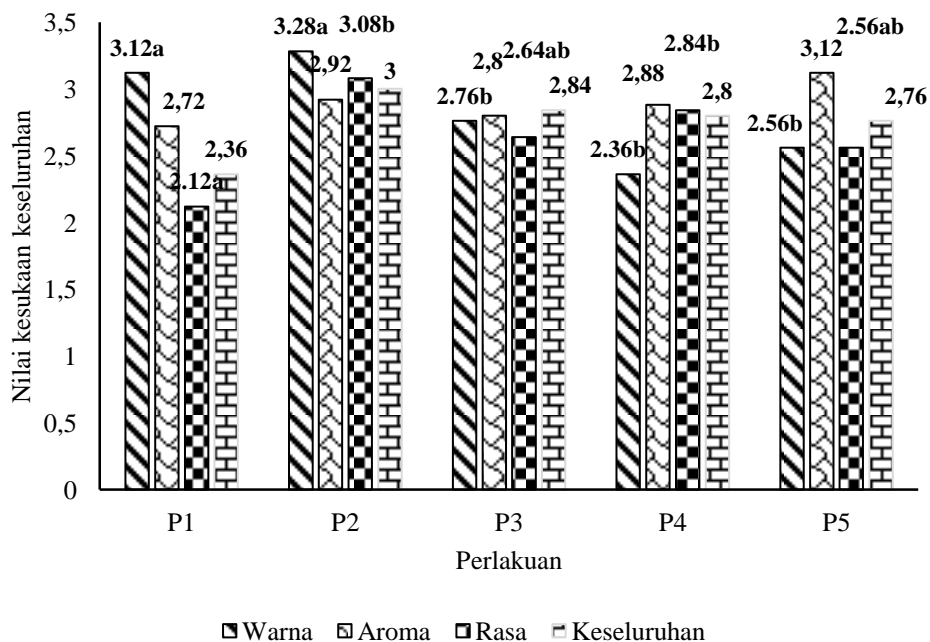 Nilai kesukaan keseluruhan
3,5
3
2,5
2
1,5
1
0,5
0
3.12a
2,72
2.12a
2,36
3.28a
2,92
3.08b
3
2.76b
2,8
2.64ab
2,84
2.36b
2,88
2.84b
2,8
2.56b
3,12
2.56ab
2,76
P1 P2 P3 P4 P5
Perlakuan
Warna Aroma Rasa Keseluruhan